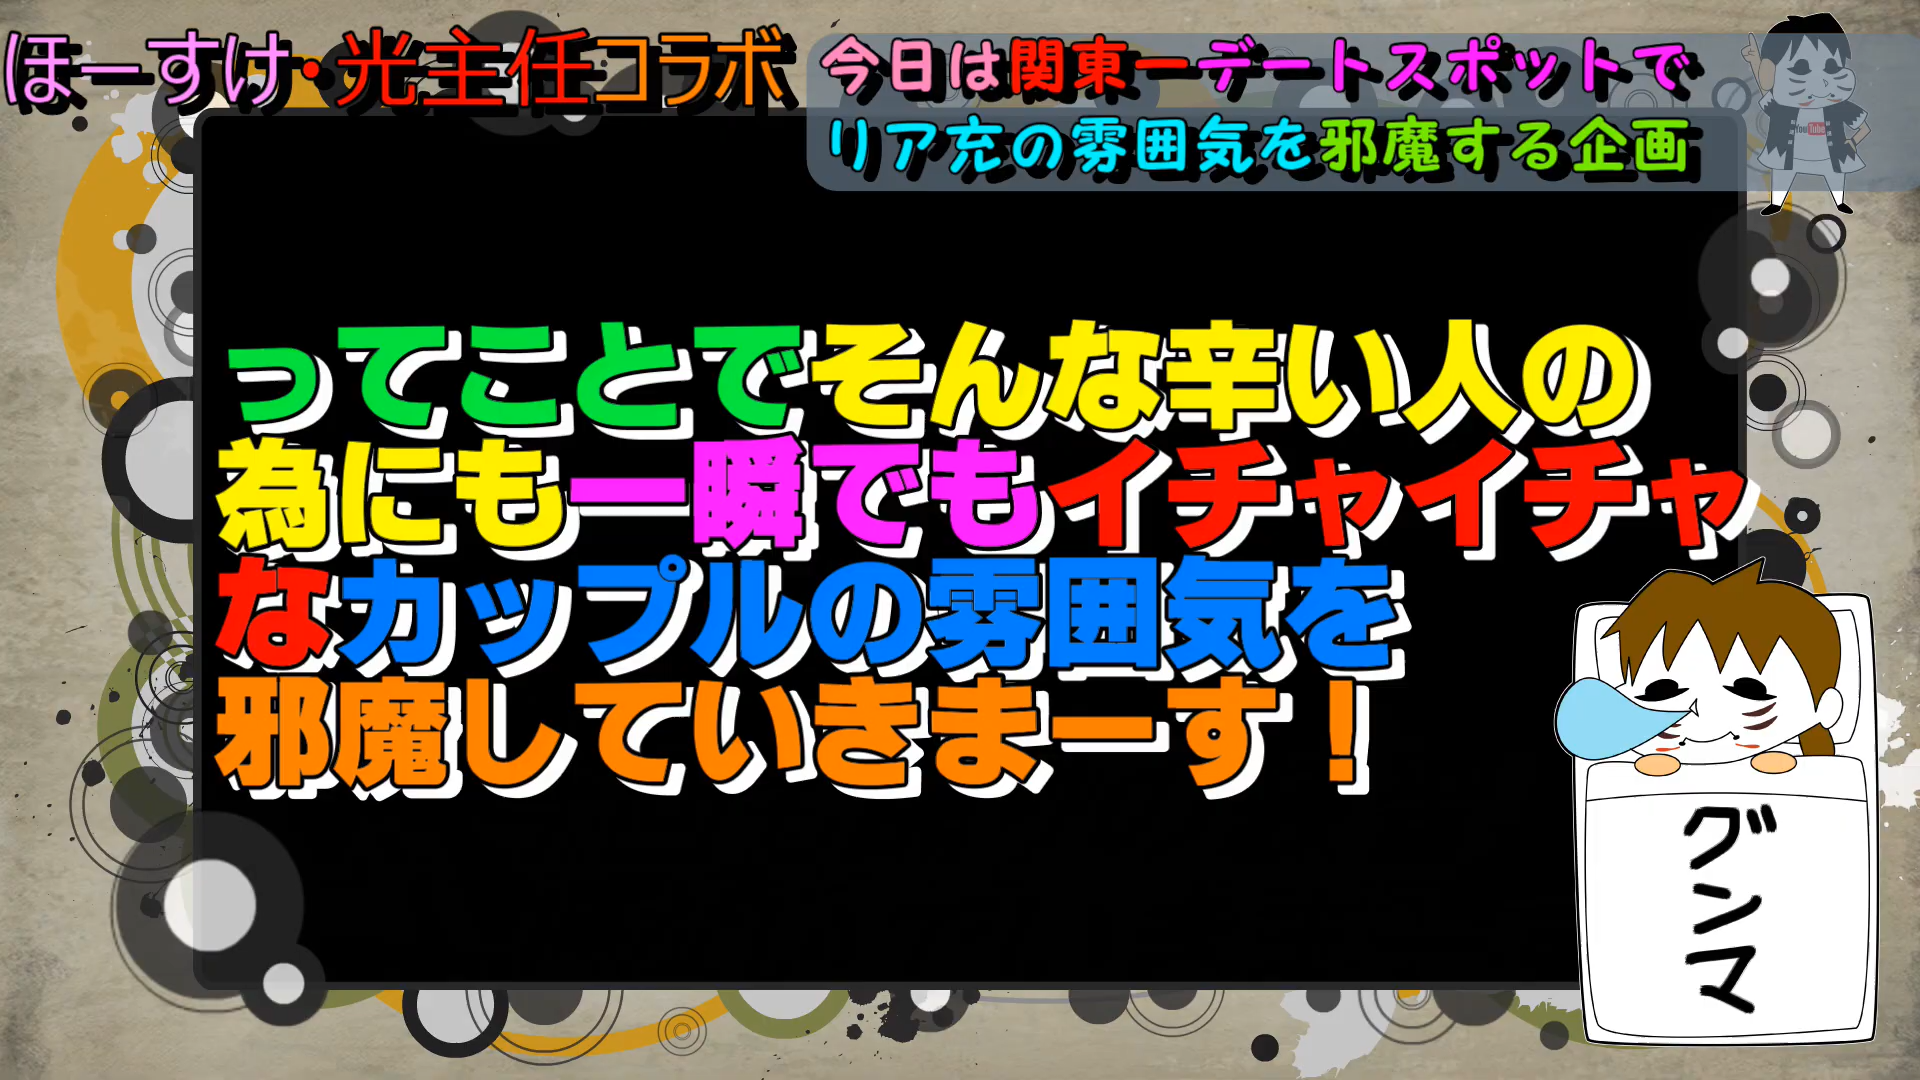 ほーすけ・光主任コラボ
今日は関東一デートスポットで
リア充の雰囲気を邪魔する企画
YouTube
ってことでそんな辛い人の
為にも一瞬でもイチャイチャ
なカップルの雰囲気を
邪魔していきまーす！
グンマ